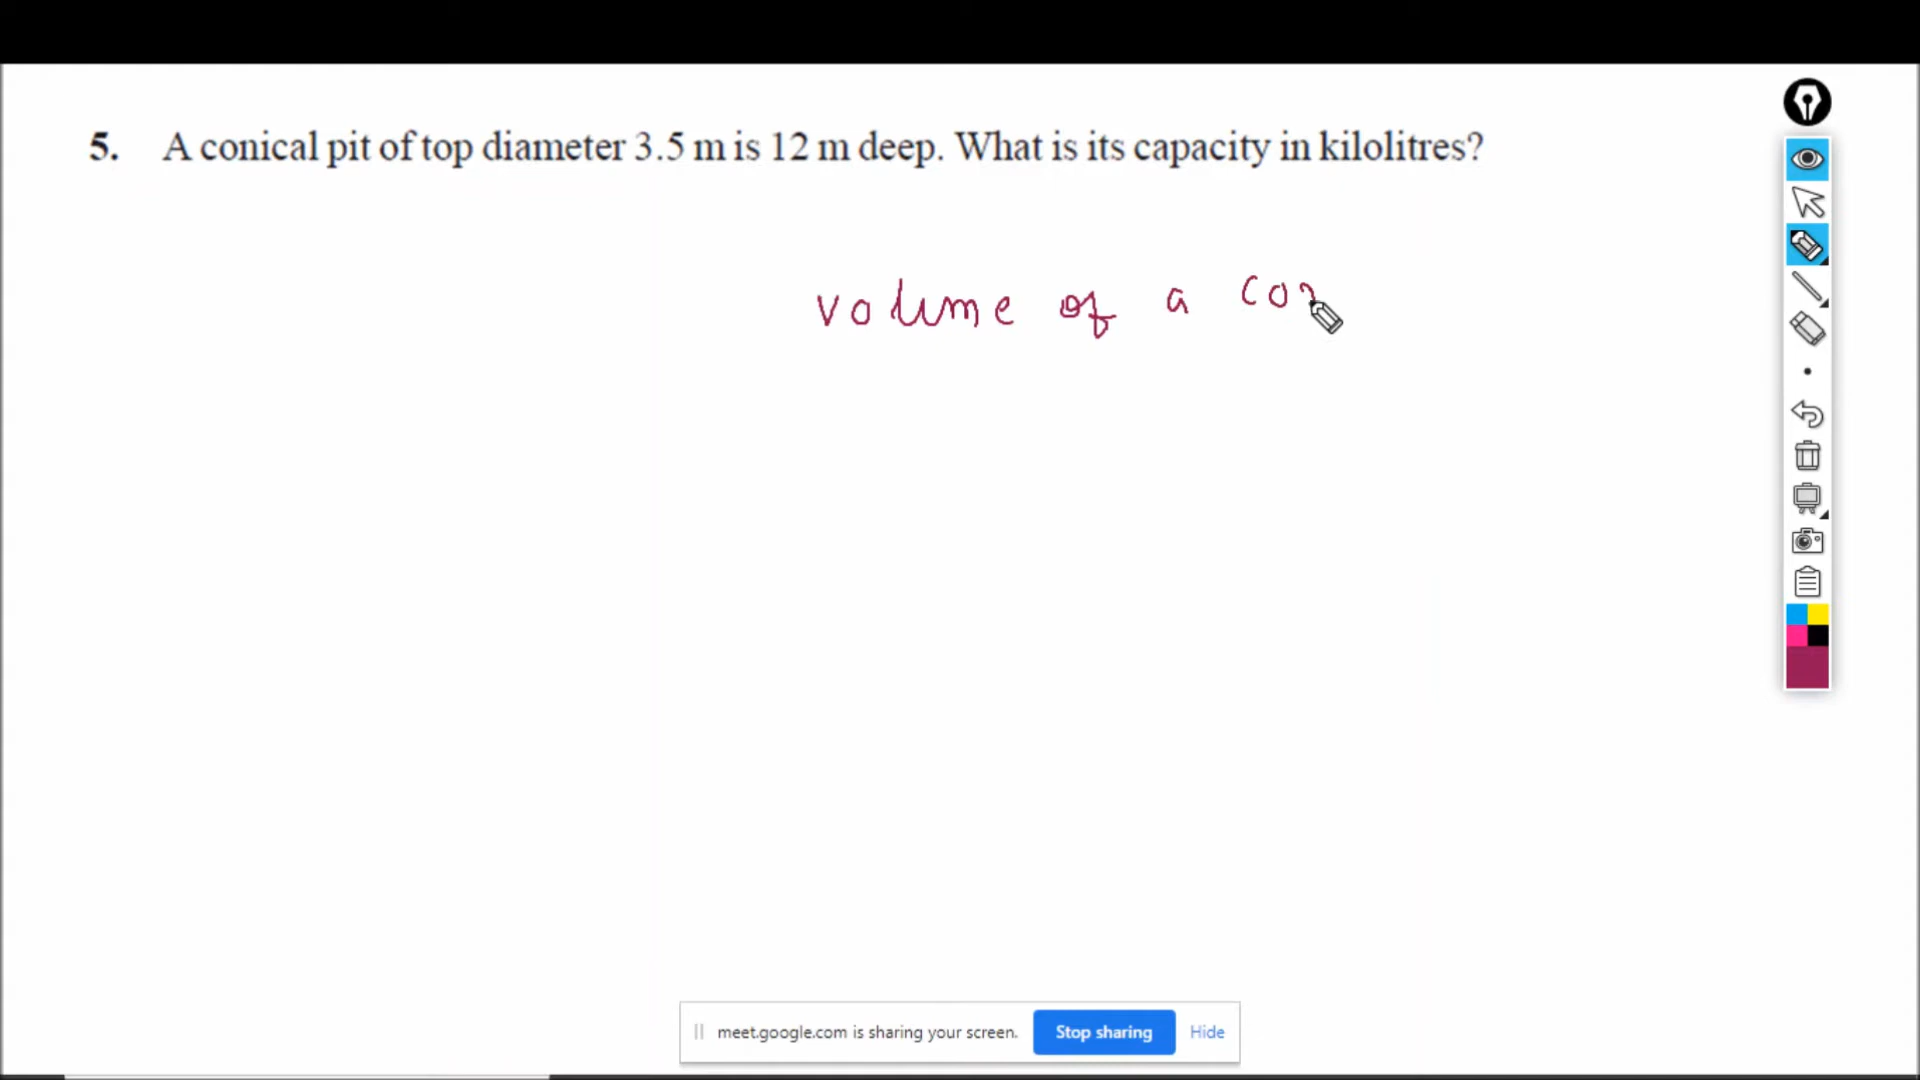 5. A conical pit of top diameter 3.5 m is 12 m deep. What is its capacity in kilolitres?
volume of a con
meet.google.com is sharing your screen. Stop sharing Hide